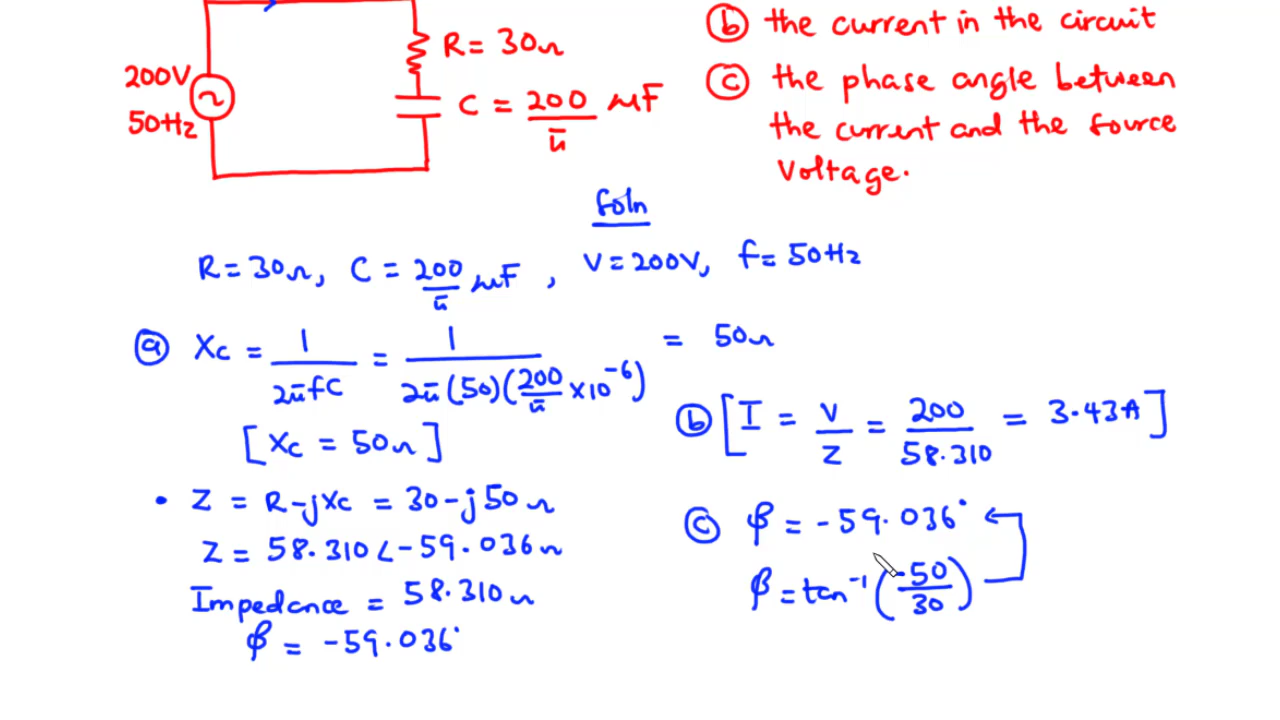 ⓑ the current in the circuit
R = 30Ω
ⓒ the phase angle between
200V
C = 200/π μF
50Hz
the current and the source
Voltage.
Soln
R = 30Ω, C = 200/π μF, V = 200V, f = 50Hz
ⓐ Xc = 1/2πfC = 1/2π(50)(200/π ×10⁻⁶) = 50Ω
[Xc = 50Ω]
ⓑ [I = V/Z = 200/58.310 = 3.43A]
• Z = R-jXc = 30-j50Ω
Z = 58.310<-59.036Ω
Impedance = 58.310Ω
ϕ = -59.036°
ⓒ ϕ = -59.036°
ϕ = tan⁻¹(-50/30)